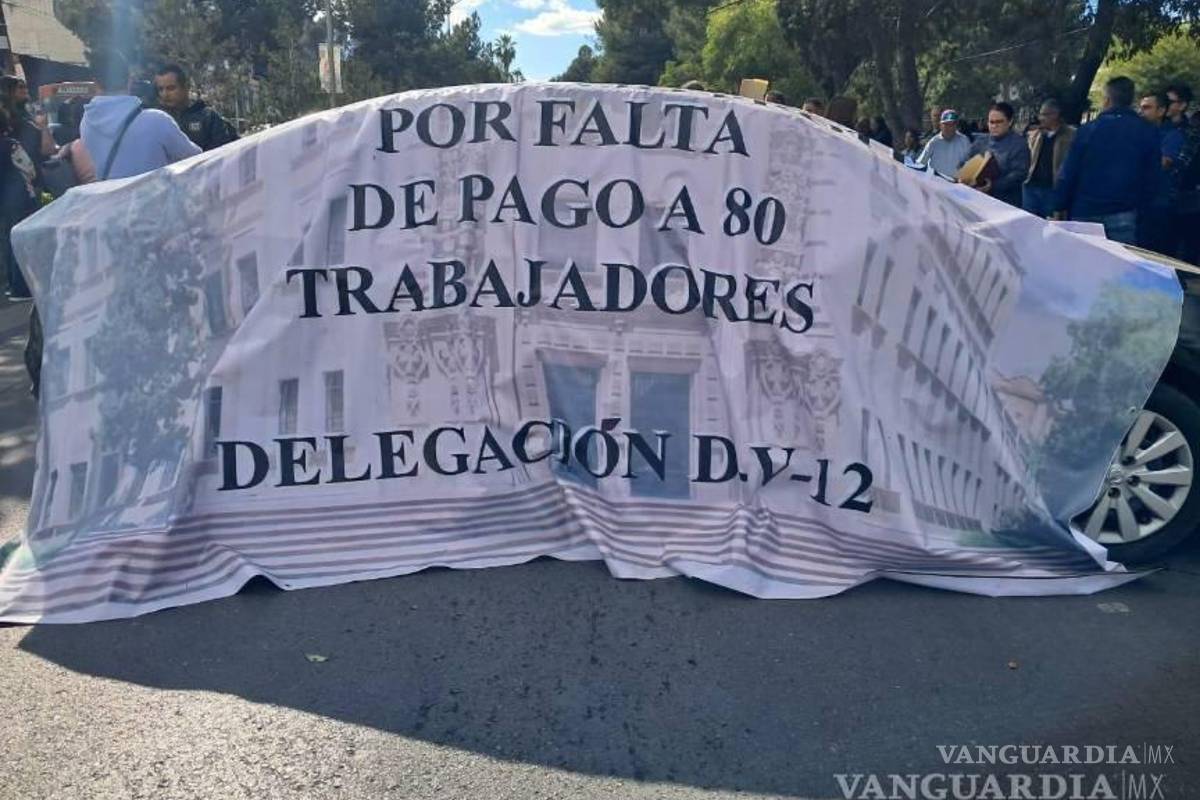 POR FALTA
DE PAGO A 80
TRABAJADORES
DELEGACIÓN D.V-12
VANGUARDIA|MX
VANGUARDIA|MX